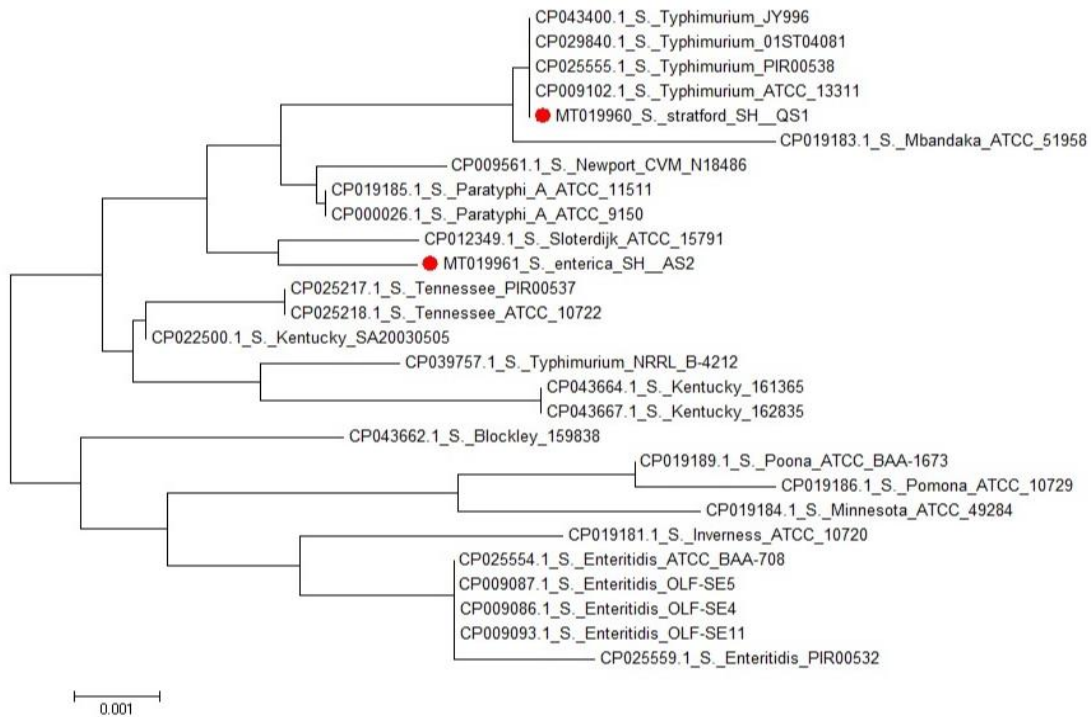 CP043400.1_S._Typhimurium_JY996
CP029840.1_S._Typhimurium_01ST04081
CP025555.1_S._Typhimurium_PIR00538
CP009102.1_S._Typhimurium_ATCC_13311
MT019960_S._stratford_SH__QS1
CP019183.1_S._Mbandaka_ATCC_51958
CP009561.1_S._Newport_CVM_N18486
CP019185.1_S._Paratyphi_A_ATCC_11511
CP000026.1_S._Paratyphi_A_ATCC_9150
CP012349.1_S._Sloterdijk_ATCC_15791
MT019961_S._enterica_SH__AS2
CP025217.1_S._Tennessee_PIR00537
CP025218.1_S._Tennessee_ATCC_10722
CP022500.1_S._Kentucky_SA20030505
CP039757.1_S._Typhimurium_NRRL_B-4212
CP043664.1_S._Kentucky_161365
CP043667.1_S._Kentucky_162835
CP043662.1_S._Blockley_159838
CP019189.1_S._Poona_ATCC_BAA-1673
CP019186.1_S._Pomona_ATCC_10729
CP019184.1_S._Minnesota_ATCC_49284
CP019181.1_S._Inverness_ATCC_10720
CP025554.1_S._Enteritidis_ATCC_BAA-708
CP009087.1_S._Enteritidis_OLF-SE5
CP009086.1_S._Enteritidis_OLF-SE4
CP009093.1_S._Enteritidis_OLF-SE11
CP025559.1_S._Enteritidis_PIR00532
0.001